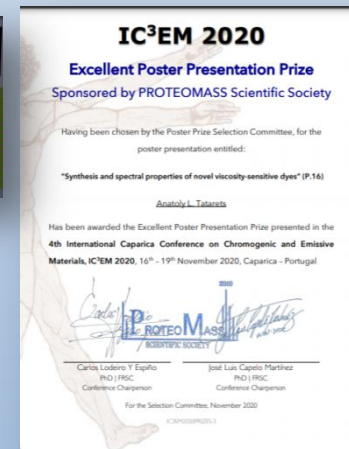 IC³EM 2020
Excellent Poster Presentation Prize
Sponsored by PROTEOMASS Scientific Society
Having been chosen by the Poster Prize Selection Committee, for the
poster presentation entitled:
"Synthesis and spectral properties of novel viscosity-sensitive dyes" (P.16)
Anatoly L. Tatarets
Has been awarded the Excellent Poster Presentation Prize presented in the
4th International Caparica Conference on Chromogenic and Emissive
Materials, IC³EM 2020, 16th - 19th November 2020, Caparica - Portugal
PROTEOMASS
SCIENTIFIC SOCIETY
Carlos Lodeiro Y Espiño
PhD | FRSC
Conference Chairperson
José Luis Capelo Martínez
PhD | FRSC
Conference Chairperson
For the Selection Committee, November 2020